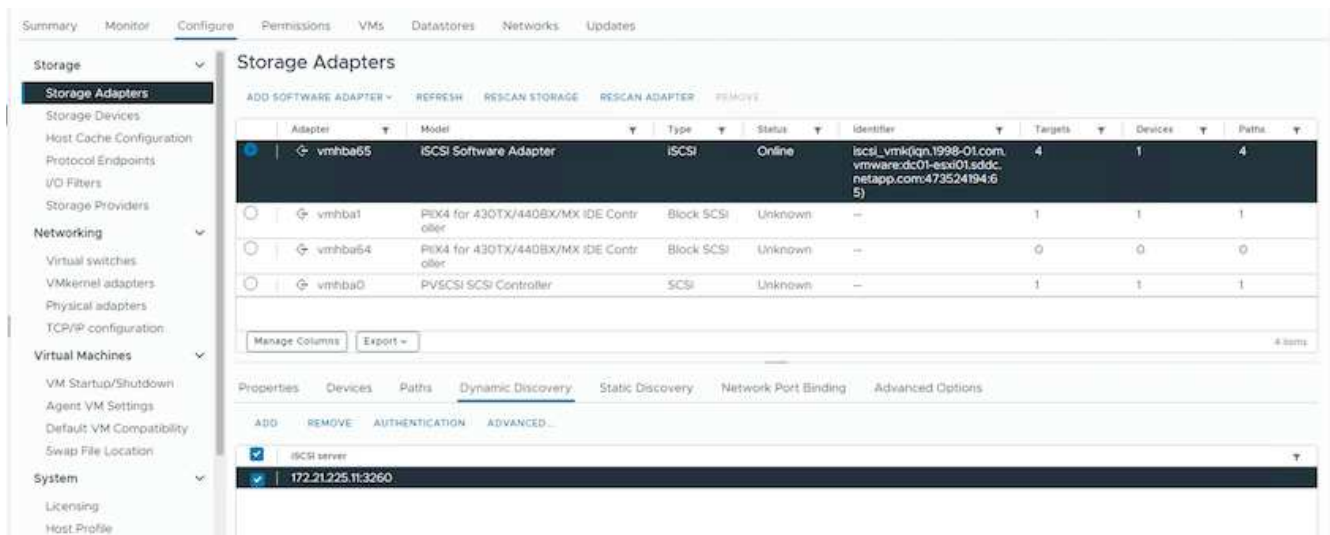 Summary Monitor Configure Permissions VMs Datastores Networks Updates
Storage
Storage Adapters
Storage Devices
Host Cache Configuration
Protocol Endpoints
I/O Filters
Storage Providers
Networking
Virtual switches
VMkernel adapters
Physical adapters
TCP/IP configuration
Virtual Machines
VM Startup/Shutdown
Agent VM Settings
Default VM Compatibility
Swap File Location
System
Licensing
Host Profile
Storage Adapters
ADD SOFTWARE ADAPTER REFRESH RESCAN STORAGE RESCAN ADAPTER REMOVE
Adapter Model Type Status Identifier Targets Devices Paths
vmhba65 iSCSI Software Adapter iSCSI Online iscsi_vmk(iqn.1998-01.com. 4 1 4
vmware:dc01-esxi01.sddc.
netapp.com:473524194:6
5)
vmhba1 PIIX4 for 430TX/440BX/MX IDE Contr Block SCSI Unknown -- 1 1 1
oller
vmhba64 PIIX4 for 430TX/440BX/MX IDE Contr Block SCSI Unknown -- 0 0 0
oller
vmhba0 PVSCSI SCSI Controller SCSI Unknown -- 1 1 1
Manage Columns Export 4 items
Properties Devices Paths Dynamic Discovery Static Discovery Network Port Binding Advanced Options
ADD REMOVE AUTHENTICATION ADVANCED...
iSCSI server
172.21.225.11:3260